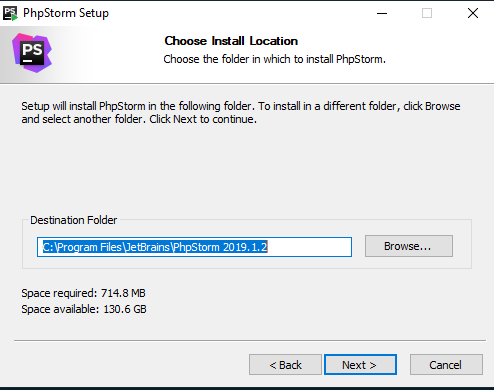 PhpStorm Setup
PS
Choose Install Location
Choose the folder in which to install PhpStorm.
Setup will install PhpStorm in the following folder. To install in a different folder, click Browse
and select another folder. Click Next to continue.
Destination Folder
C:\Program Files\JetBrains\PhpStorm 2019.1.2
Browse...
Space required: 714.8 MB
Space available: 130.6 GB
< Back
Next >
Cancel